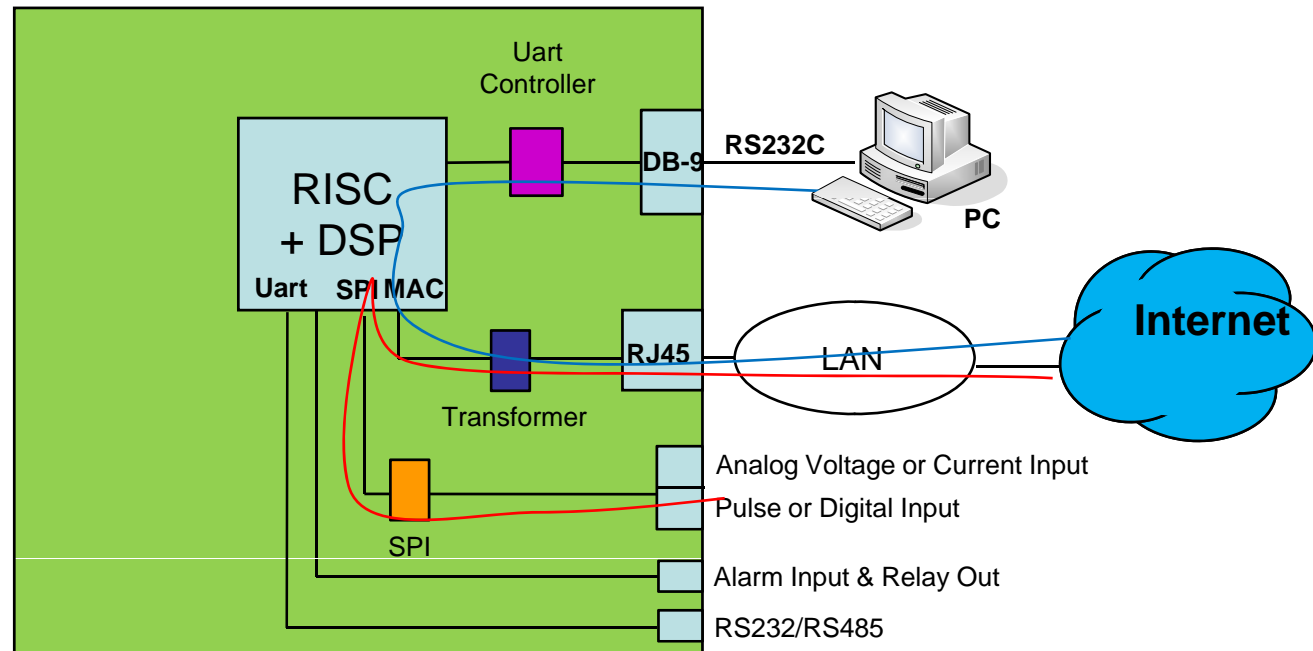 Uart
Controller
RISC
+ DSP
Uart
SPI
MAC
DB-9
RS232C
PC
RJ45
LAN
Internet
Transformer
Analog Voltage or Current Input
Pulse or Digital Input
SPI
Alarm Input & Relay Out
RS232/RS485